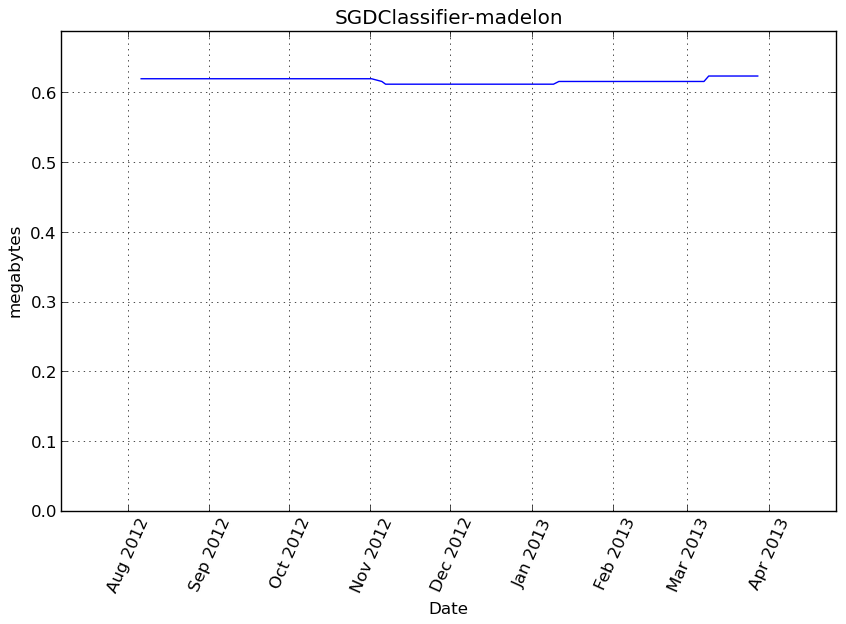 SGDClassifier-madelon
megabytes
0.6
0.5
0.4
0.3
0.2
0.1
0.0
Aug 2012
Sep 2012
Oct 2012
Nov 2012
Dec 2012
Jan 2013
Feb 2013
Mar 2013
Apr 2013
Date